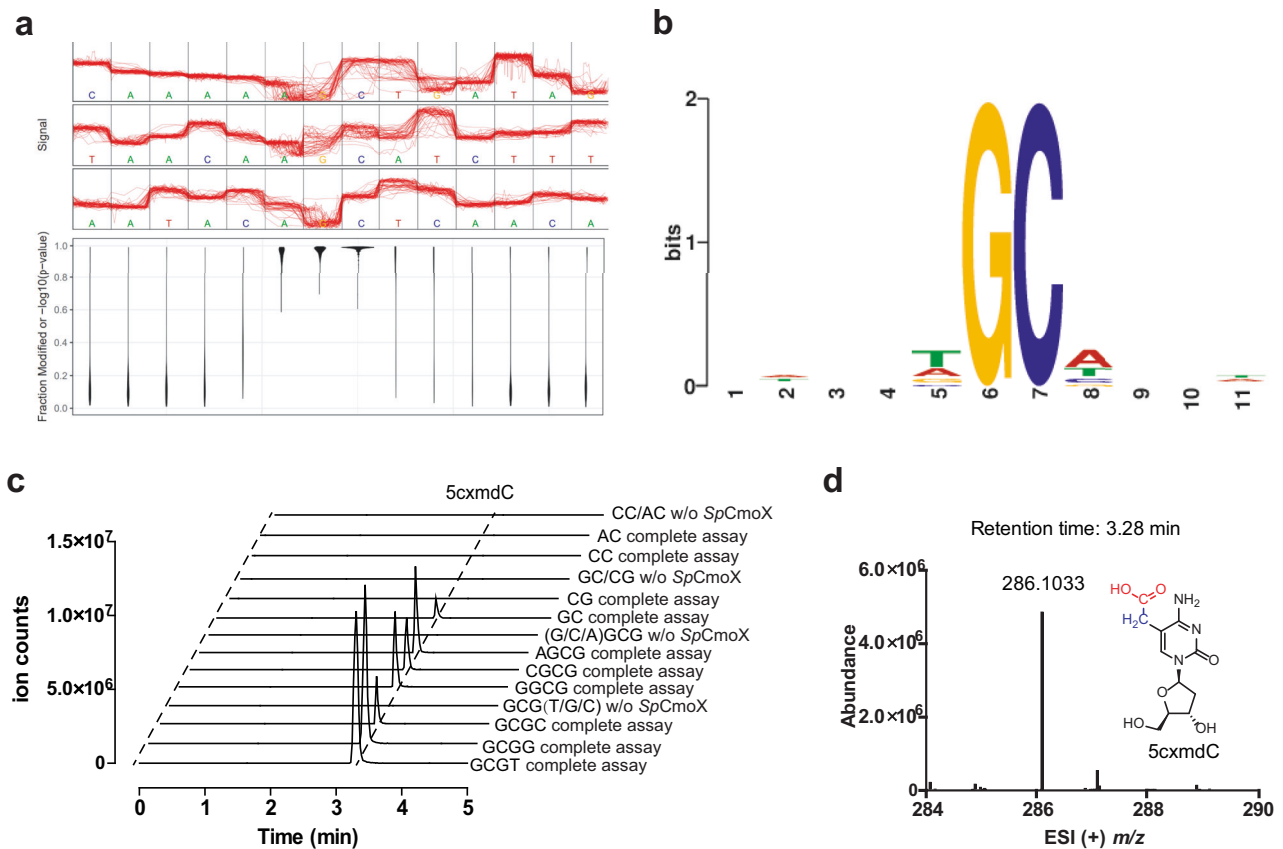 a
Signal
C A A A A A G C T G A T A G
T A A C A A G C A T C T T T
A A T A C A G C T C A A C A
Fraction Modified or −log10(p−value)
1.0
0.8
0.6
0.4
0.2
0.0
b
bits
2
1
0
T
A
G C
A
T
C
1 2 3 4 5 6 7 8 9 10 11
c
5cxmdC
ion counts
1.5×10⁷
1.0×10⁷
5.0×10⁶
0
CC/AC w/o SpCmoX
AC complete assay
CC complete assay
GC/CG w/o SpCmoX
CG complete assay
GC complete assay
(G/C/A)GCG w/o SpCmoX
AGCG complete assay
CGCG complete assay
GGCG complete assay
GCG(T/G/C) w/o SpCmoX
GCGC complete assay
GCGG complete assay
GCGT complete assay
0 1 2 3 4 5
Time (min)
d
Retention time: 3.28 min
6.0×10⁶
4.0×10⁶
2.0×10⁶
0
Abundance
286.1033
HO O
H₂C
NH₂
N
N O
O
HO
OH
5cxmdC
284 286 288 290
ESI (+) m/z